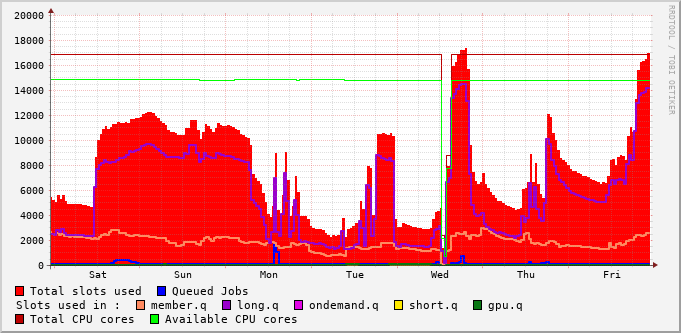 20000
18000
16000
14000
12000
10000
8000
6000
4000
2000
0
Sat Sun Mon Tue Wed Thu Fri
RRDTOOL / TOBI OETIKER
Total slots used Queued Jobs
Slots used in : member.q long.q ondemand.q short.q gpu.q
Total CPU cores Available CPU cores